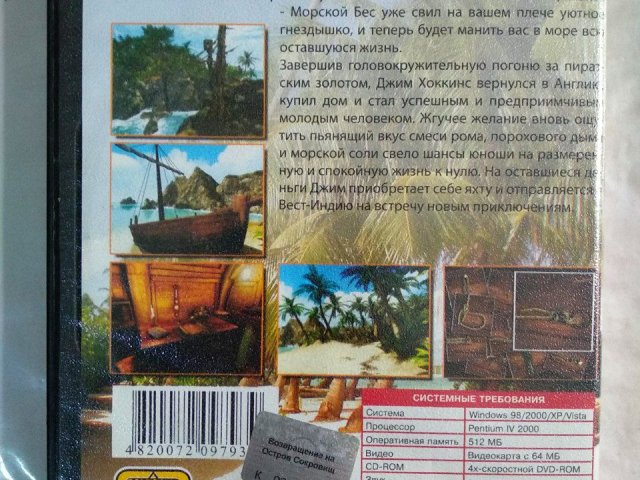 - Морской Бес уже свил на вашем плече уютное
гнездышко, и теперь будет манить вас в море всю
оставшуюся жизнь.
Завершив головокружительную погоню за пират-
ским золотом, Джим Хоккинс вернулся в Англию,
купил дом и стал успешным и предприимчивым
молодым человеком. Жгучее желание вновь ощу-
тить пьянящий вкус смеси рома, порохового дыма
и морской соли свело шансы юноши на размерен-
ную и спокойную жизнь к нулю. На оставшиеся де-
ньги Джим приобретает себе яхту и отправляется
Вест-Индию на встречу новым приключениям.
СИСТЕМНЫЕ ТРЕБОВАНИЯ
Система Windows 98/2000/XP/Vista
Процессор Pentium IV 2000
Оперативная память 512 МБ
Видео Видеокарта с 64 МБ
CD-ROM 4х-скоростной DVD-ROM
Возвращение на
Остров Сокровищ
4 820072 09793